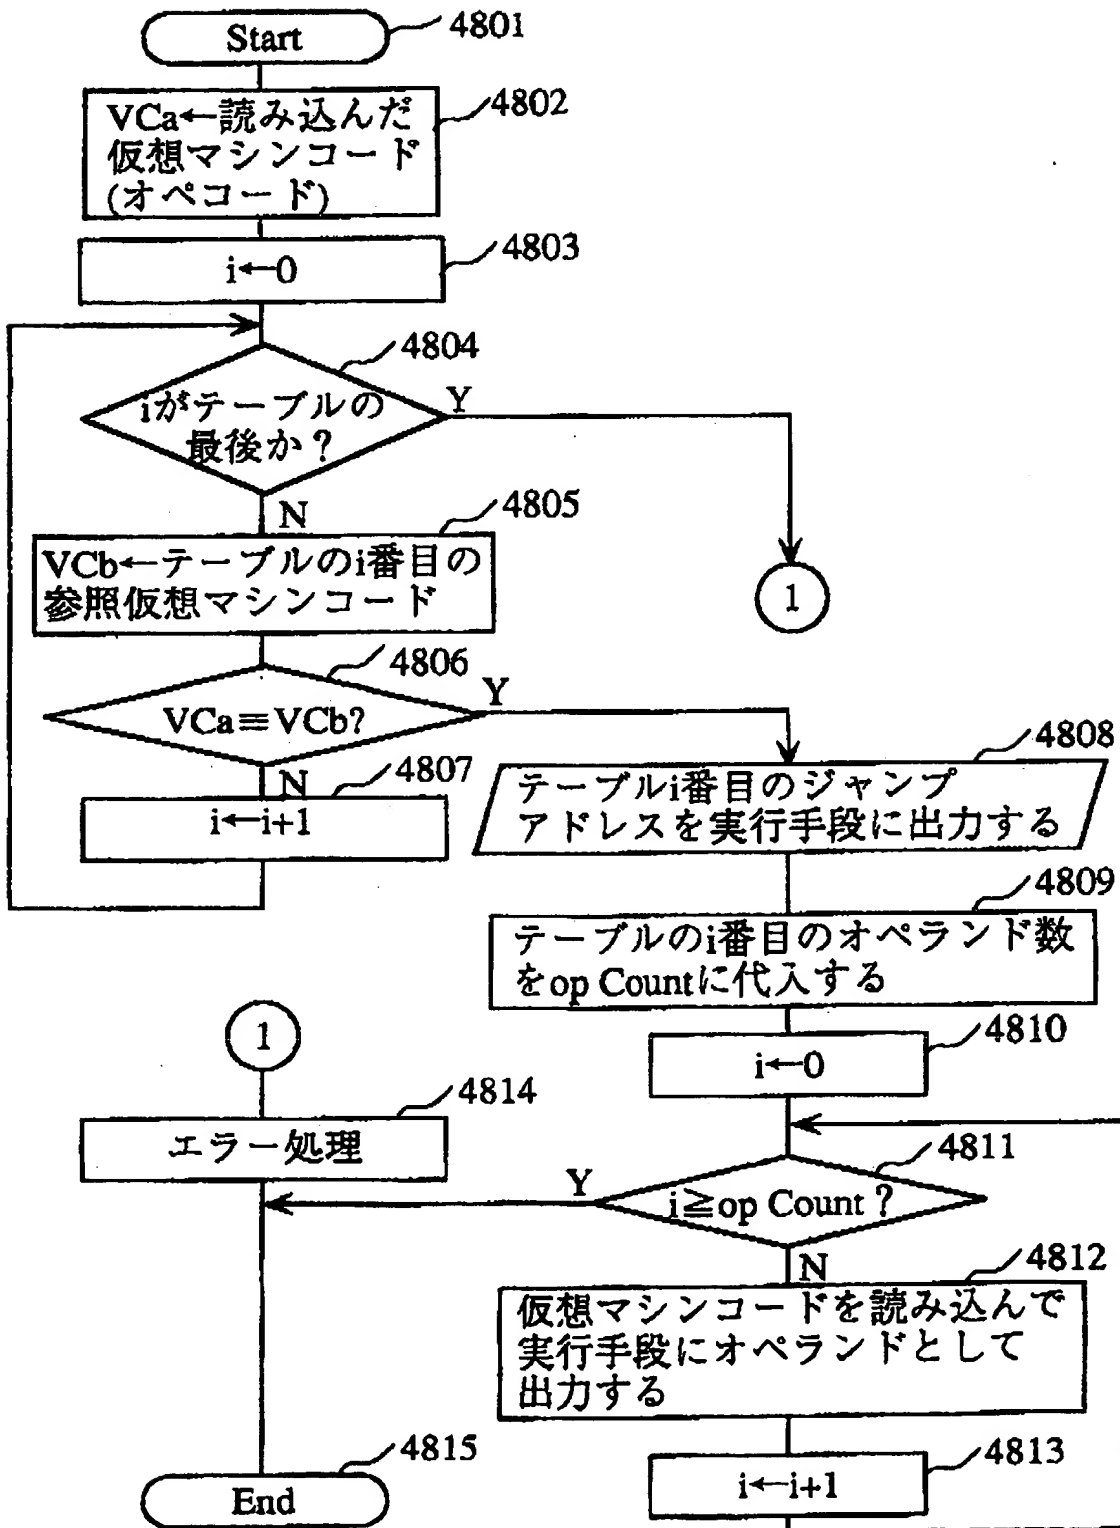 Start
4801
VCa←読み込んだ
仮想マシンコード
(オペコード)
4802
i←0
4803
iがテーブルの
最後か？
4804
Y
N
VCb←テーブルのi番目の
参照仮想マシンコード
4805
1
VCa≡VCb?
4806
Y
N
i←i+1
4807
テーブルi番目のジャンプ
アドレスを実行手段に出力する
4808
テーブルのi番目のオペランド数
をop Countに代入する
4809
i←0
4810
1
エラー処理
4814
i≧op Count？
4811
Y
N
仮想マシンコードを読み込んで
実行手段にオペランドとして
出力する
4812
i←i+1
4813
End
4815